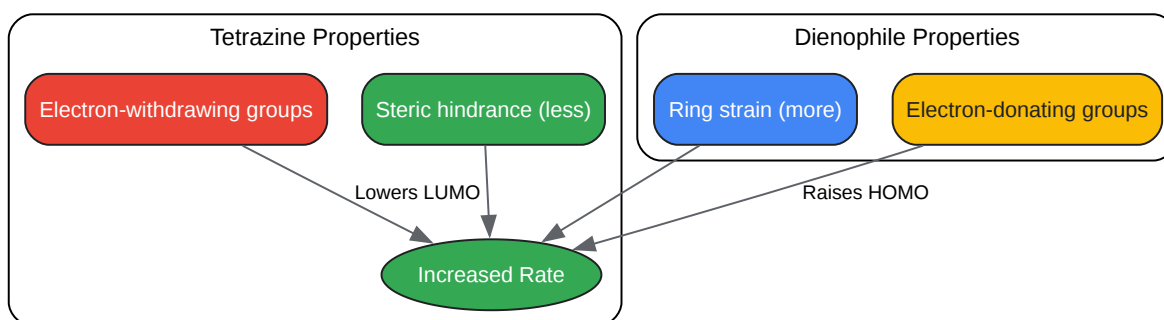 Tetrazine Properties
Dienophile Properties
Electron-withdrawing groups
Steric hindrance (less)
Ring strain (more)
Electron-donating groups
Lowers LUMO
Raises HOMO
Increased Rate